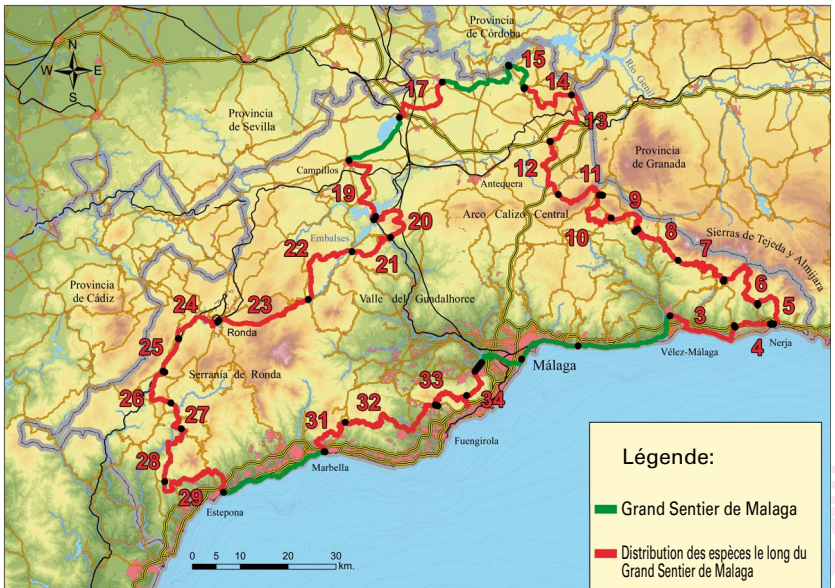 Provincia
de Córdoba
N
W E
S
15
17
14
Río Genil
Provincia
de Sevilla
13
Provincia
de Granada
12
Campillos
Antequera
11
19
Arco Calizo Central
9
20
10
8
Sierras de Tejeda y Almijara
22
Embalses
21
7
Provincia
de Cádiz
6
24
23
Valle del Guadalhorce
5
3
Ronda
Vélez-Málaga
4
Nerja
25
Málaga
Serranía de Ronda
33
26
34
27
32
31
Fuengirola
Marbella
28
29
Estepona
0 5 10 20 30
km.
Légende:
Grand Sentier de Malaga
Distribution des espèces le long du
Grand Sentier de Malaga